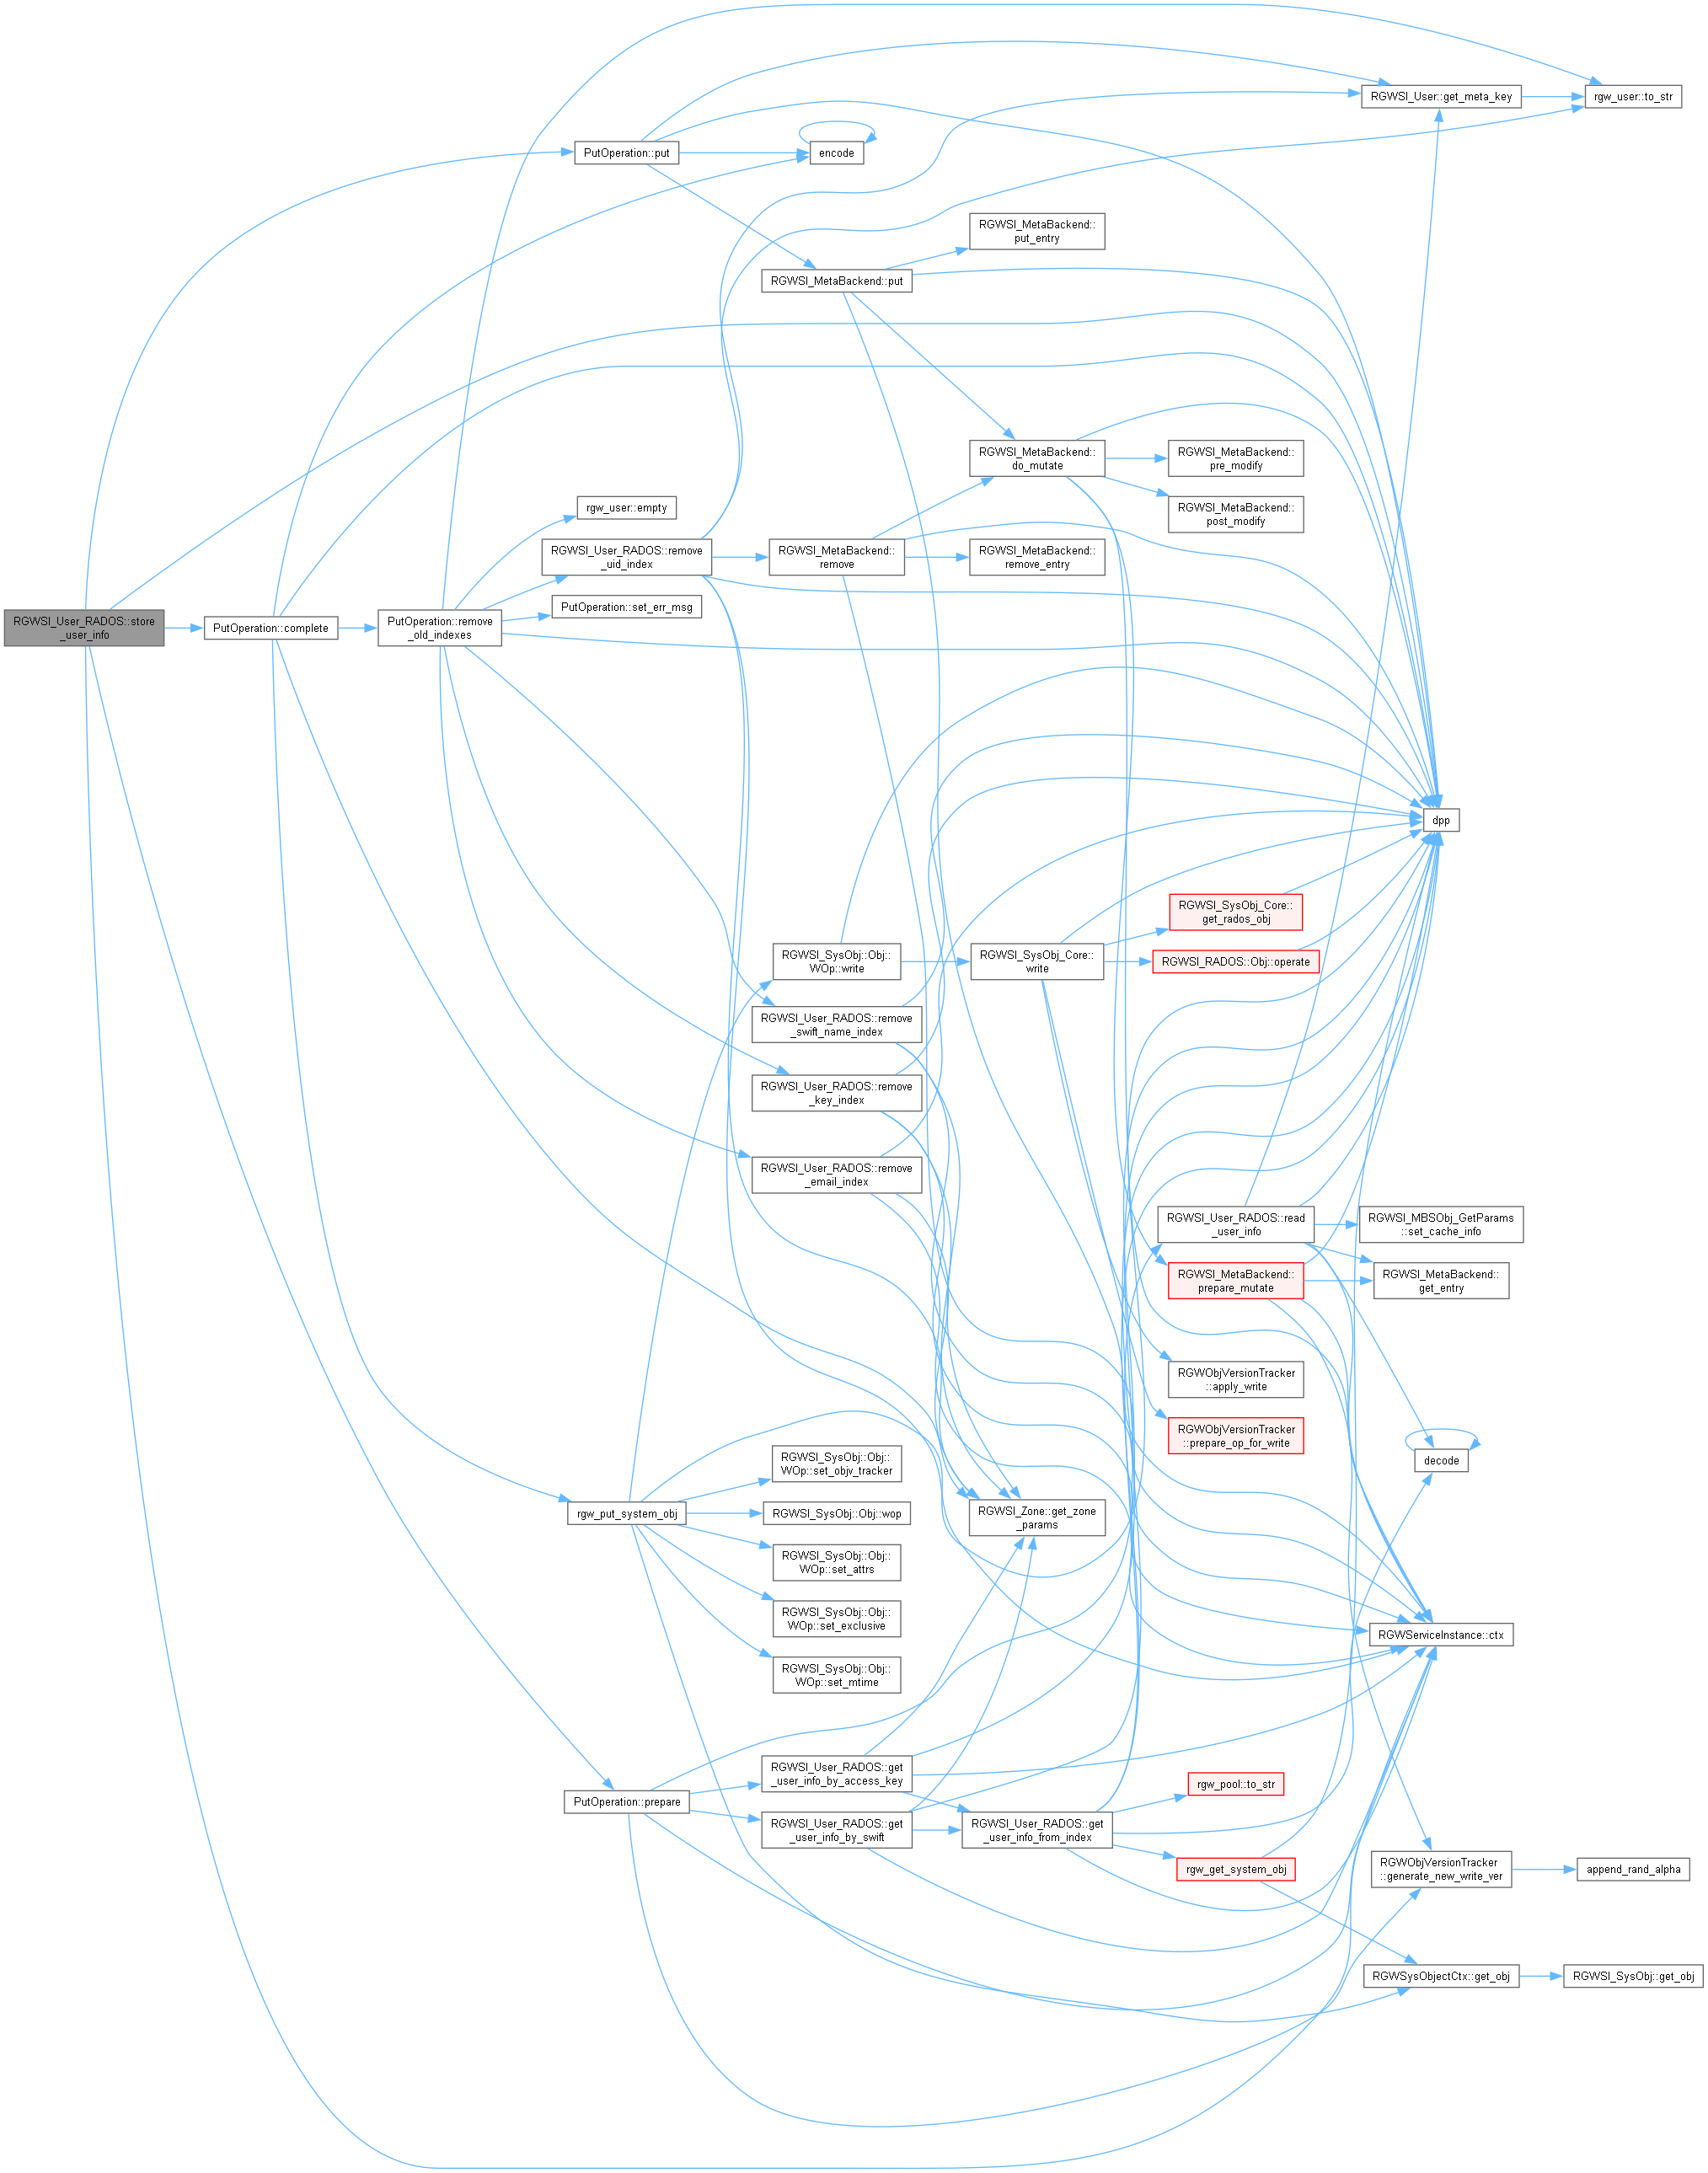 RGWSI_User::get_meta_key
rgw_user::to_str
PutOperation::put
encode
RGWSI_MetaBackend::
put_entry
RGWSI_MetaBackend::put
RGWSI_MetaBackend::
do_mutate
RGWSI_MetaBackend::
pre_modify
rgw_user::empty
RGWSI_MetaBackend::
post_modify
RGWSI_User_RADOS::remove
_uid_index
RGWSI_MetaBackend::
remove
RGWSI_MetaBackend::
remove_entry
PutOperation::set_err_msg
RGWSI_User_RADOS::store
_user_info
PutOperation::complete
PutOperation::remove
_old_indexes
dpp
RGWSI_SysObj_Core::
get_rados_obj
RGWSI_SysObj::Obj::
WOp::write
RGWSI_SysObj_Core::
write
RGWSI_RADOS::Obj::operate
RGWSI_User_RADOS::remove
_swift_name_index
RGWSI_User_RADOS::remove
_key_index
RGWSI_User_RADOS::remove
_email_index
RGWSI_User_RADOS::read
_user_info
RGWSI_MBSObj_GetParams
::set_cache_info
RGWSI_MetaBackend::
prepare_mutate
RGWSI_MetaBackend::
get_entry
RGWObjVersionTracker
::apply_write
RGWObjVersionTracker
::prepare_op_for_write
decode
RGWSI_SysObj::Obj::
WOp::set_objv_tracker
rgw_put_system_obj
RGWSI_SysObj::Obj::wop
RGWSI_Zone::get_zone
_params
RGWSI_SysObj::Obj::
WOp::set_attrs
RGWSI_SysObj::Obj::
WOp::set_exclusive
RGWServiceInstance::ctx
RGWSI_SysObj::Obj::
WOp::set_mtime
RGWSI_User_RADOS::get
_user_info_by_access_key
rgw_pool::to_str
PutOperation::prepare
RGWSI_User_RADOS::get
_user_info_by_swift
RGWSI_User_RADOS::get
_user_info_from_index
rgw_get_system_obj
RGWObjVersionTracker
::generate_new_write_ver
append_rand_alpha
RGWSysObjectCtx::get_obj
RGWSI_SysObj::get_obj